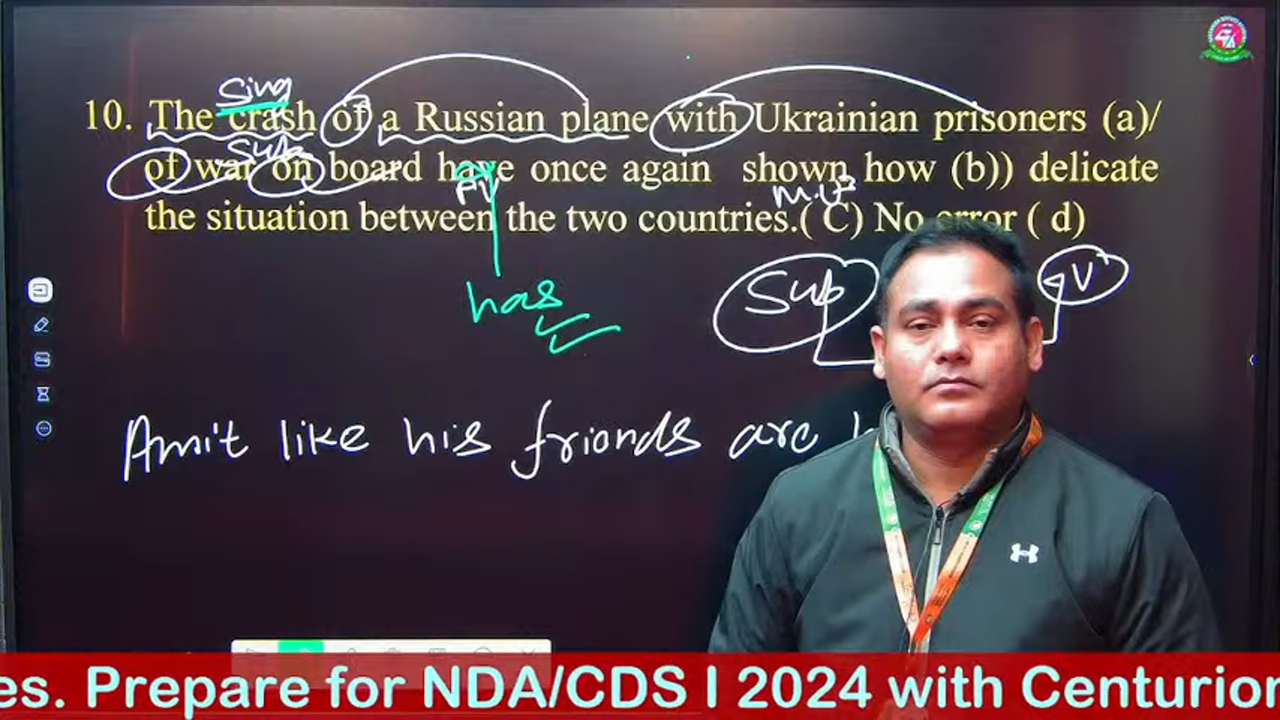 Sing
10. The crash of a Russian plane with Ukrainian prisoners (a)/
Sub
of war on board have once again shown how (b)) delicate
the situation between the two countries.( C) No error ( d)
has
Sub
Amit like his friends are
es. Prepare for NDA/CDS I 2024 with Centurion